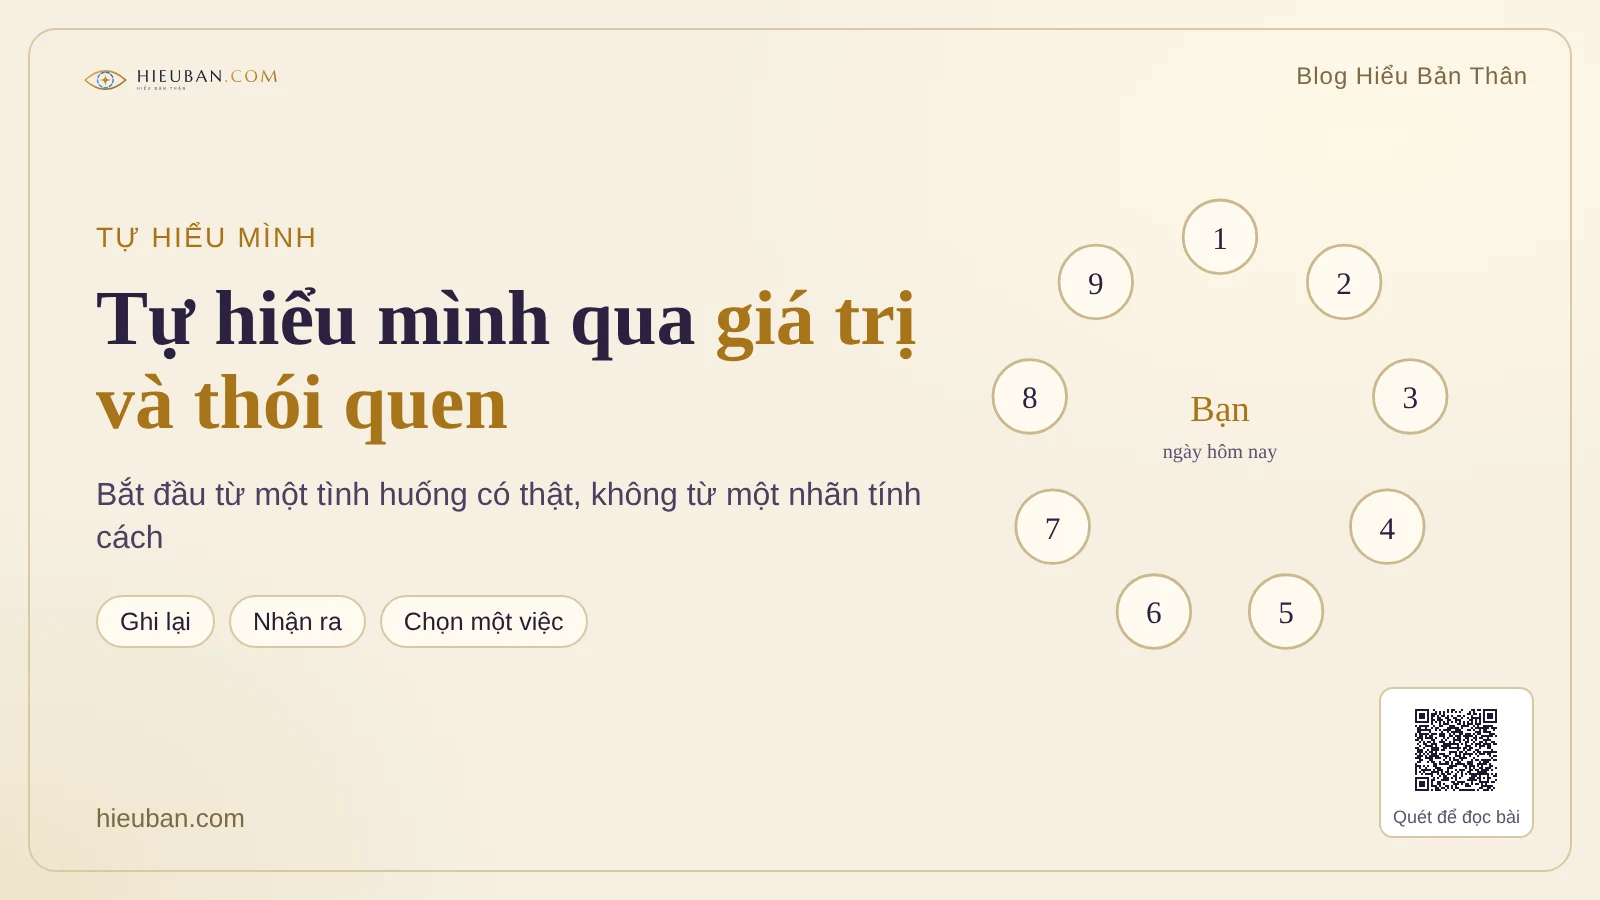 HIEUBAN.COM
HIỂU BẢN THÂN
Blog Hiểu Bản Thân
TỰ HIỂU MÌNH
Tự hiểu mình qua giá trị
và thói quen
Bắt đầu từ một tình huống có thật, không từ một nhãn tính
cách
Ghi lại
Nhận ra
Chọn một việc
1
2
3
4
5
6
7
8
9
Bạn
ngày hôm nay
hieuban.com
Quét để đọc bài